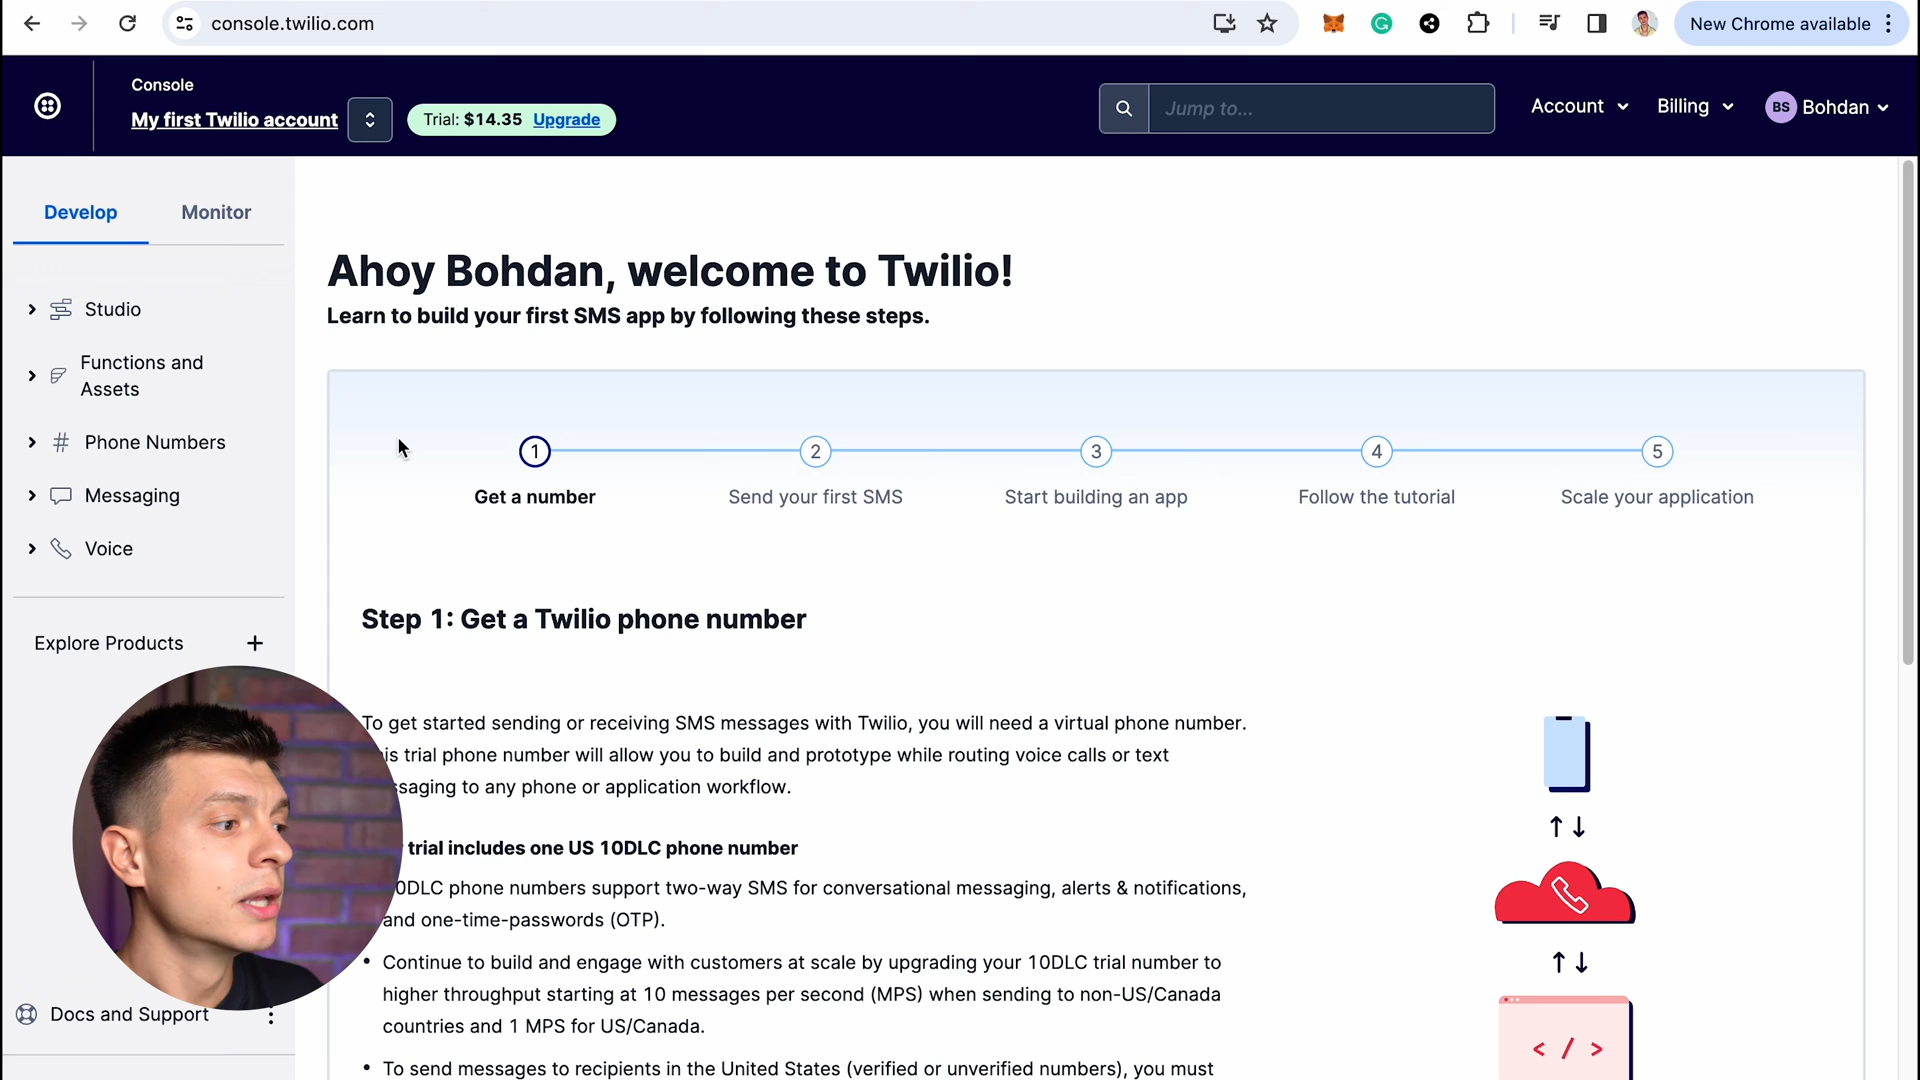 console.twilio.com
New Chrome available
Console
My first Twilio account
Trial: $14.35 Upgrade
Jump to...
Account
Billing
BS Bohdan
Develop
Monitor
Studio
Functions and
Assets
Phone Numbers
Messaging
Voice
Explore Products +
Docs and Support
Ahoy Bohdan, welcome to Twilio!
Learn to build your first SMS app by following these steps.
1 2 3 4 5
Get a number Send your first SMS Start building an app Follow the tutorial Scale your application
Step 1: Get a Twilio phone number
To get started sending or receiving SMS messages with Twilio, you will need a virtual phone number.
trial phone number will allow you to build and prototype while routing voice calls or text
to any phone or application workflow.
trial includes one US 10DLC phone number
phone numbers support two-way SMS for conversational messaging, alerts & notifications,
and one-time-passwords (OTP).
• Continue to build and engage with customers at scale by upgrading your 10DLC trial number to
higher throughput starting at 10 messages per second (MPS) when sending to non-US/Canada
countries and 1 MPS for US/Canada.
• To send messages to recipients in the United States (verified or unverified numbers), you must
< / >